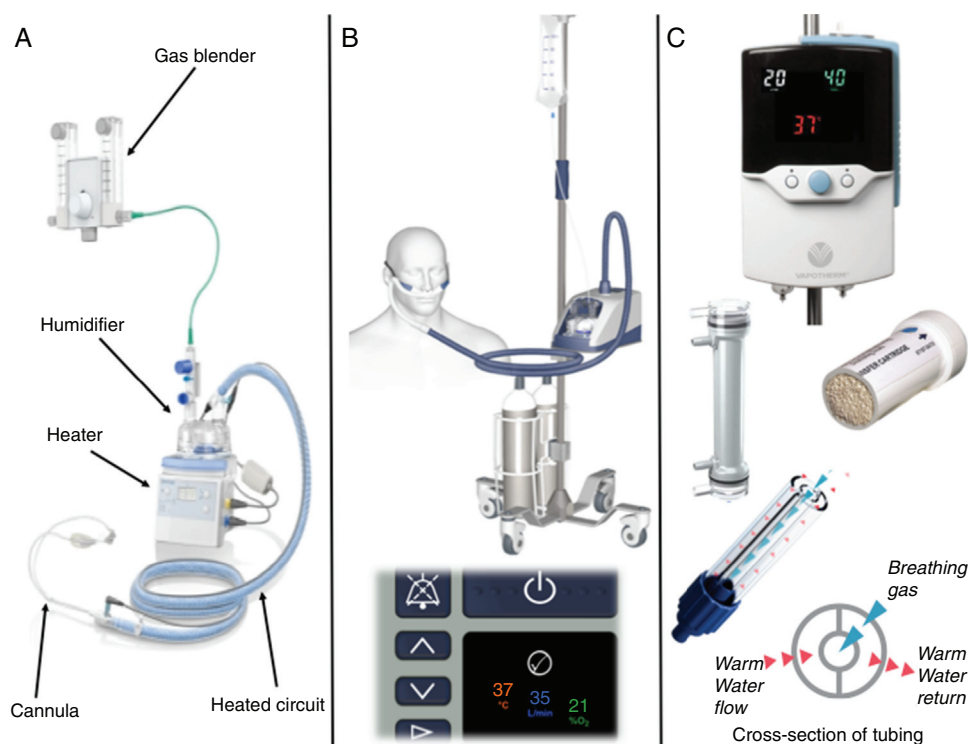 A
Gas blender
Humidifier
Heater
Cannula
Heated circuit
B
37
°C
35
L/min
21
%O₂
C
20
40
37°
VAPOTHERM
CARTRIDGE
Breathing
gas
Warm
Water
flow
Warm
Water
return
Cross-section of tubing